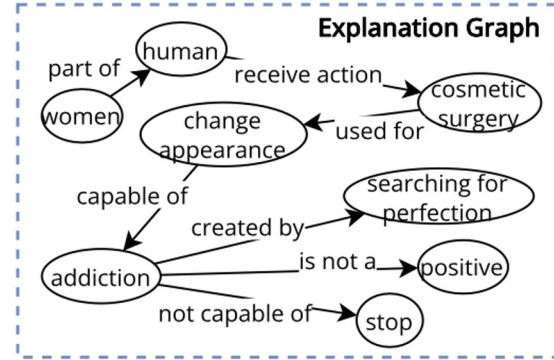 Explanation Graph
human
part of
receive action
women
cosmetic
surgery
change
appearance
used for
capable of
searching for
perfection
created by
addiction
is not a
positive
not capable of
stop